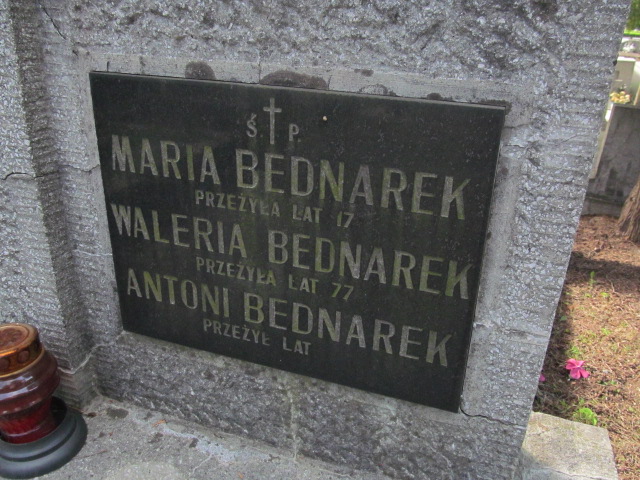 Ś P
MARIA BEDNAREK
PRZEŻYŁA LAT 17
WALERIA BEDNAREK
PRZEŻYŁA LAT 77
ANTONI BEDNAREK
PRZEŻYŁ LAT